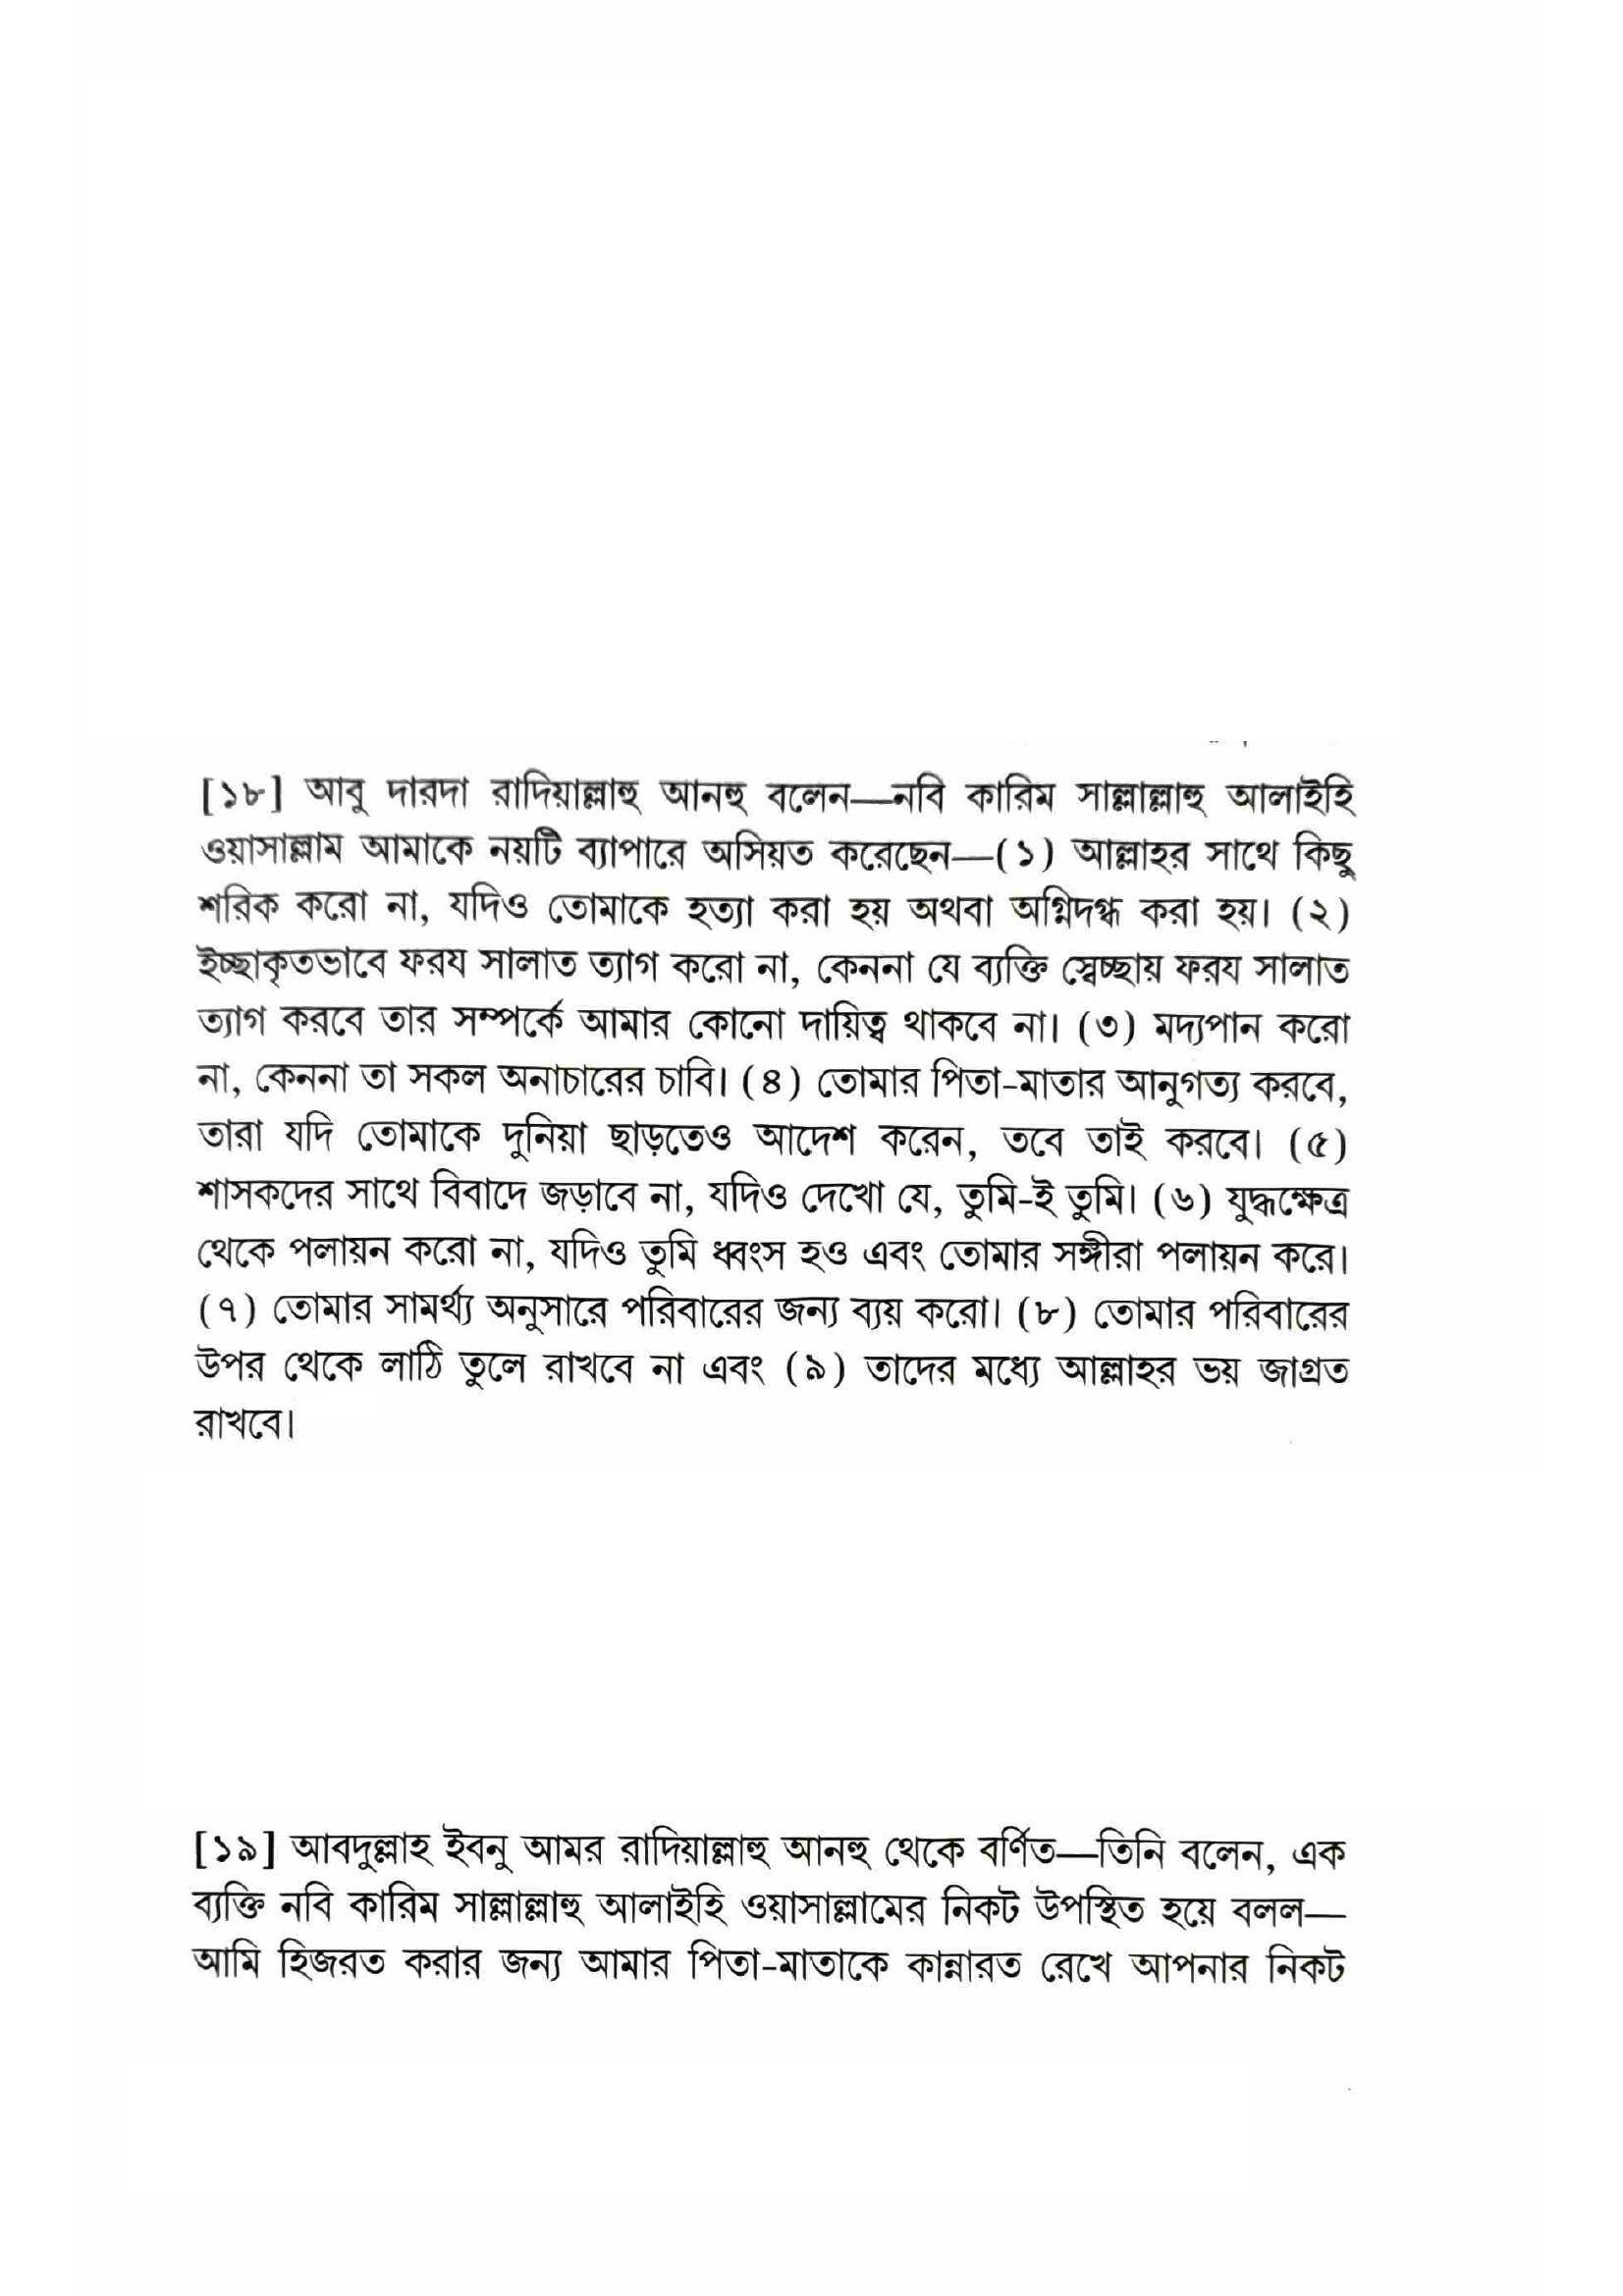 [১৮] আবু দারদা রাদিয়াল্লাহু আনহু বলেন—নবি কারিম সাল্লাল্লাহু আলাইহি
ওয়াসাল্লাম আমাকে নয়টি ব্যাপারে অসিয়ত করেছেন—(১) আল্লাহর সাথে কিছু
শরিক করো না, যদিও তোমাকে হত্যা করা হয় অথবা অগ্নিদগ্ধ করা হয়। (২)
ইচ্ছাকৃতভাবে ফরয সালাত ত্যাগ করো না, কেননা যে ব্যক্তি স্বেচ্ছায় ফরয সালাত
ত্যাগ করবে তার সম্পর্কে আমার কোনো দায়িত্ব থাকবে না। (৩) মদ্যপান করো
না, কেননা তা সকল অনাচারের চাবি। (৪) তোমার পিতা-মাতার আনুগত্য করবে,
তারা যদি তোমাকে দুনিয়া ছাড়তেও আদেশ করেন, তবে তাই করবে। (৫)
শাসকদের সাথে বিবাদে জড়াবে না, যদিও দেখো যে, তুমি-ই তুমি। (৬) যুদ্ধক্ষেত্র
থেকে পলায়ন করো না, যদিও তুমি ধ্বংস হও এবং তোমার সঙ্গীরা পলায়ন করে।
(৭) তোমার সামর্থ্য অনুসারে পরিবারের জন্য ব্যয় করো। (৮) তোমার পরিবারের
উপর থেকে লাঠি তুলে রাখবে না এবং (৯) তাদের মধ্যে আল্লাহর ভয় জাগ্রত
রাখবে।
[১৯] আবদুল্লাহ ইবনু আমর রাদিয়াল্লাহু আনহু থেকে বর্ণিত—তিনি বলেন, এক
ব্যক্তি নবি কারিম সাল্লাল্লাহু আলাইহি ওয়াসাল্লামের নিকট উপস্থিত হয়ে বলল—
আমি হিজরত করার জন্য আমার পিতা-মাতাকে কান্নারত রেখে আপনার নিকট